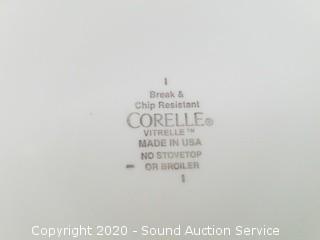 Break &
Chip Resistant
CORELLE®
VITRELLE™
MADE IN USA
NO STOVETOP
OR BROILER
Copyright 2020 - Sound Auction Service